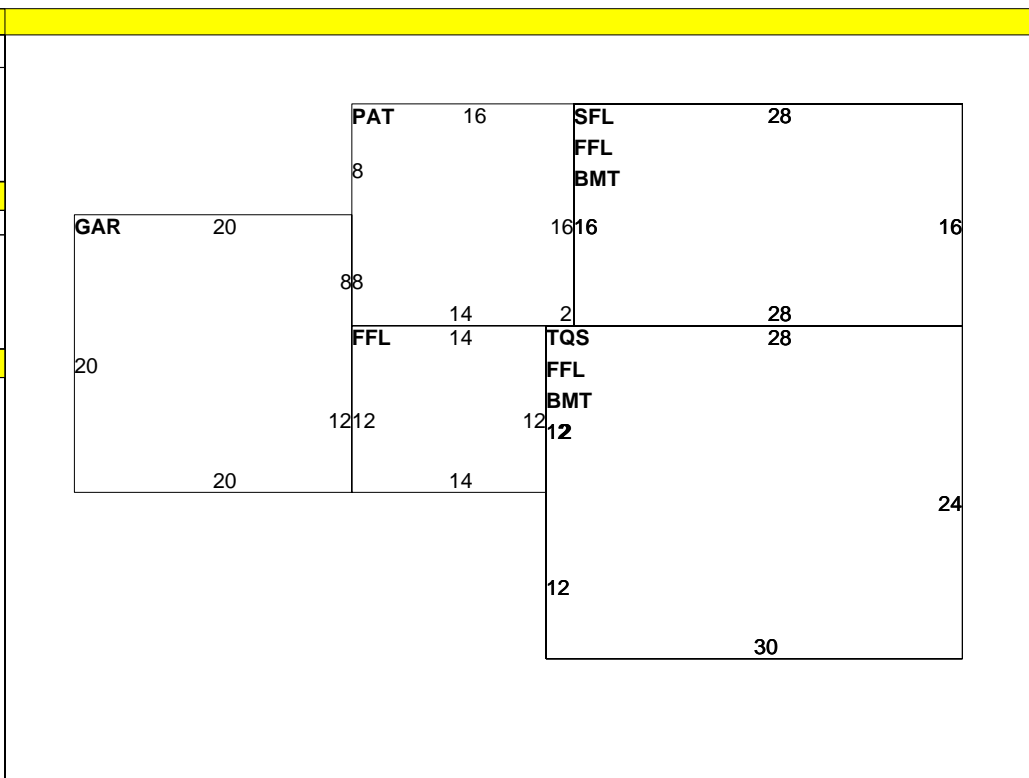 PAT 16 SFL 28
FFL
8 BMT
GAR 20 16 16 16
8 8
14 2 28
FFL 14 TQS 28
20 FFL
BMT
12 12 12 12
20 14
24
12
30